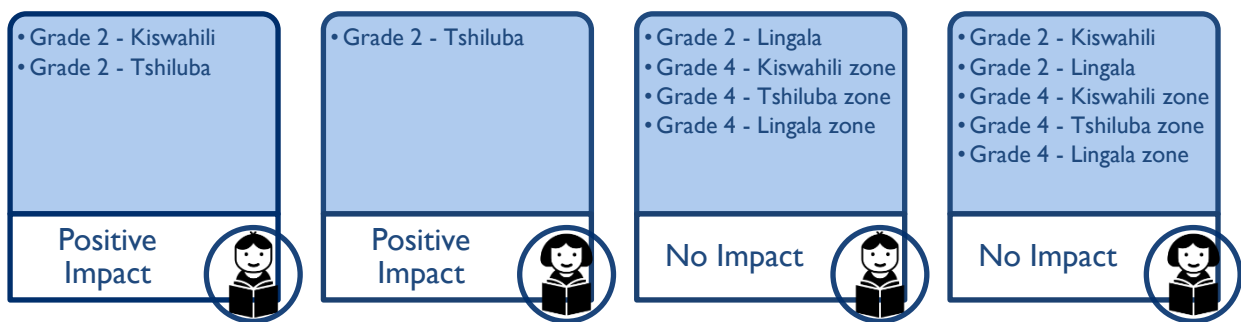 • Grade 2 - Kiswahili
• Grade 2 - Tshiluba
Positive
Impact
• Grade 2 - Tshiluba
Positive
Impact
• Grade 2 - Lingala
• Grade 4 - Kiswahili zone
• Grade 4 - Tshiluba zone
• Grade 4 - Lingala zone
No Impact
• Grade 2 - Kiswahili
• Grade 2 - Lingala
• Grade 4 - Kiswahili zone
• Grade 4 - Tshiluba zone
• Grade 4 - Lingala zone
No Impact